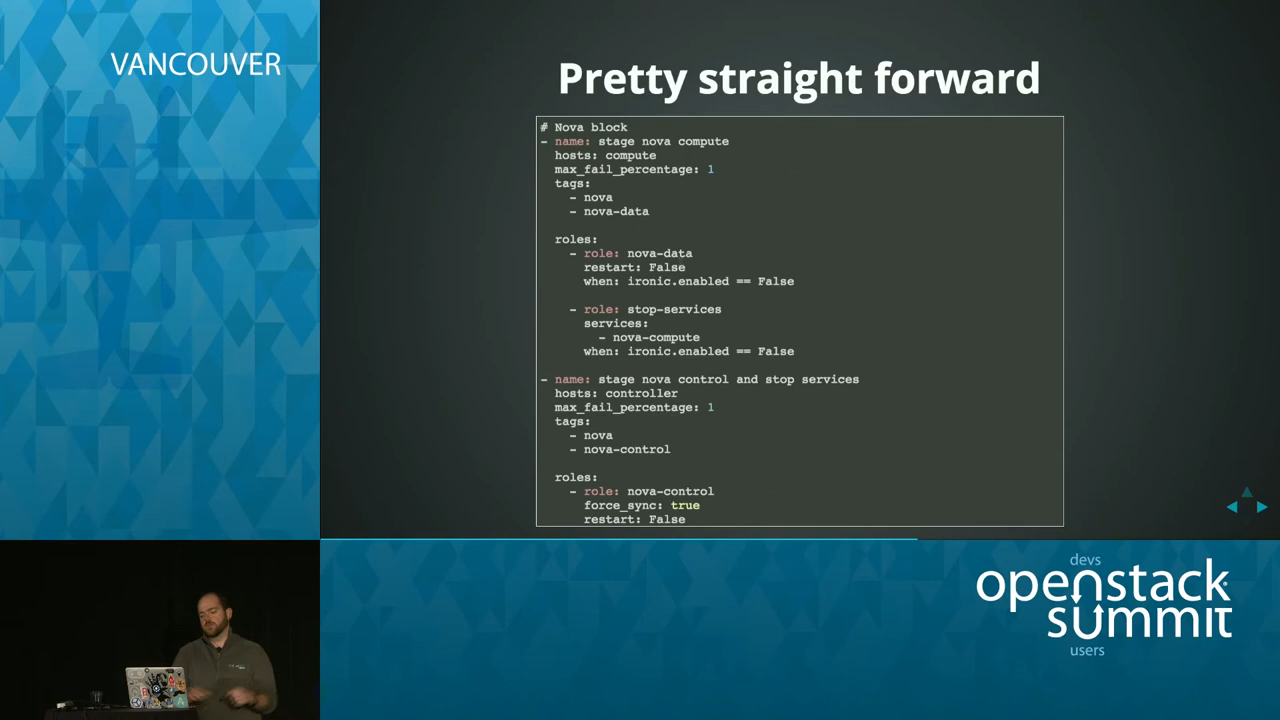 VANCOUVER
Pretty straight forward
# Nova block
- name: stage nova compute
  hosts: compute
  max_fail_percentage: 1
  tags:
    - nova
    - nova-data

  roles:
    - role: nova-data
      restart: False
      when: ironic.enabled == False

    - role: stop-services
      services:
        - nova-compute
      when: ironic.enabled == False

- name: stage nova control and stop services
  hosts: controller
  max_fail_percentage: 1
  tags:
    - nova
    - nova-control

  roles:
    - role: nova-control
      force_sync: true
      restart: False
devs
openstack
summit
users